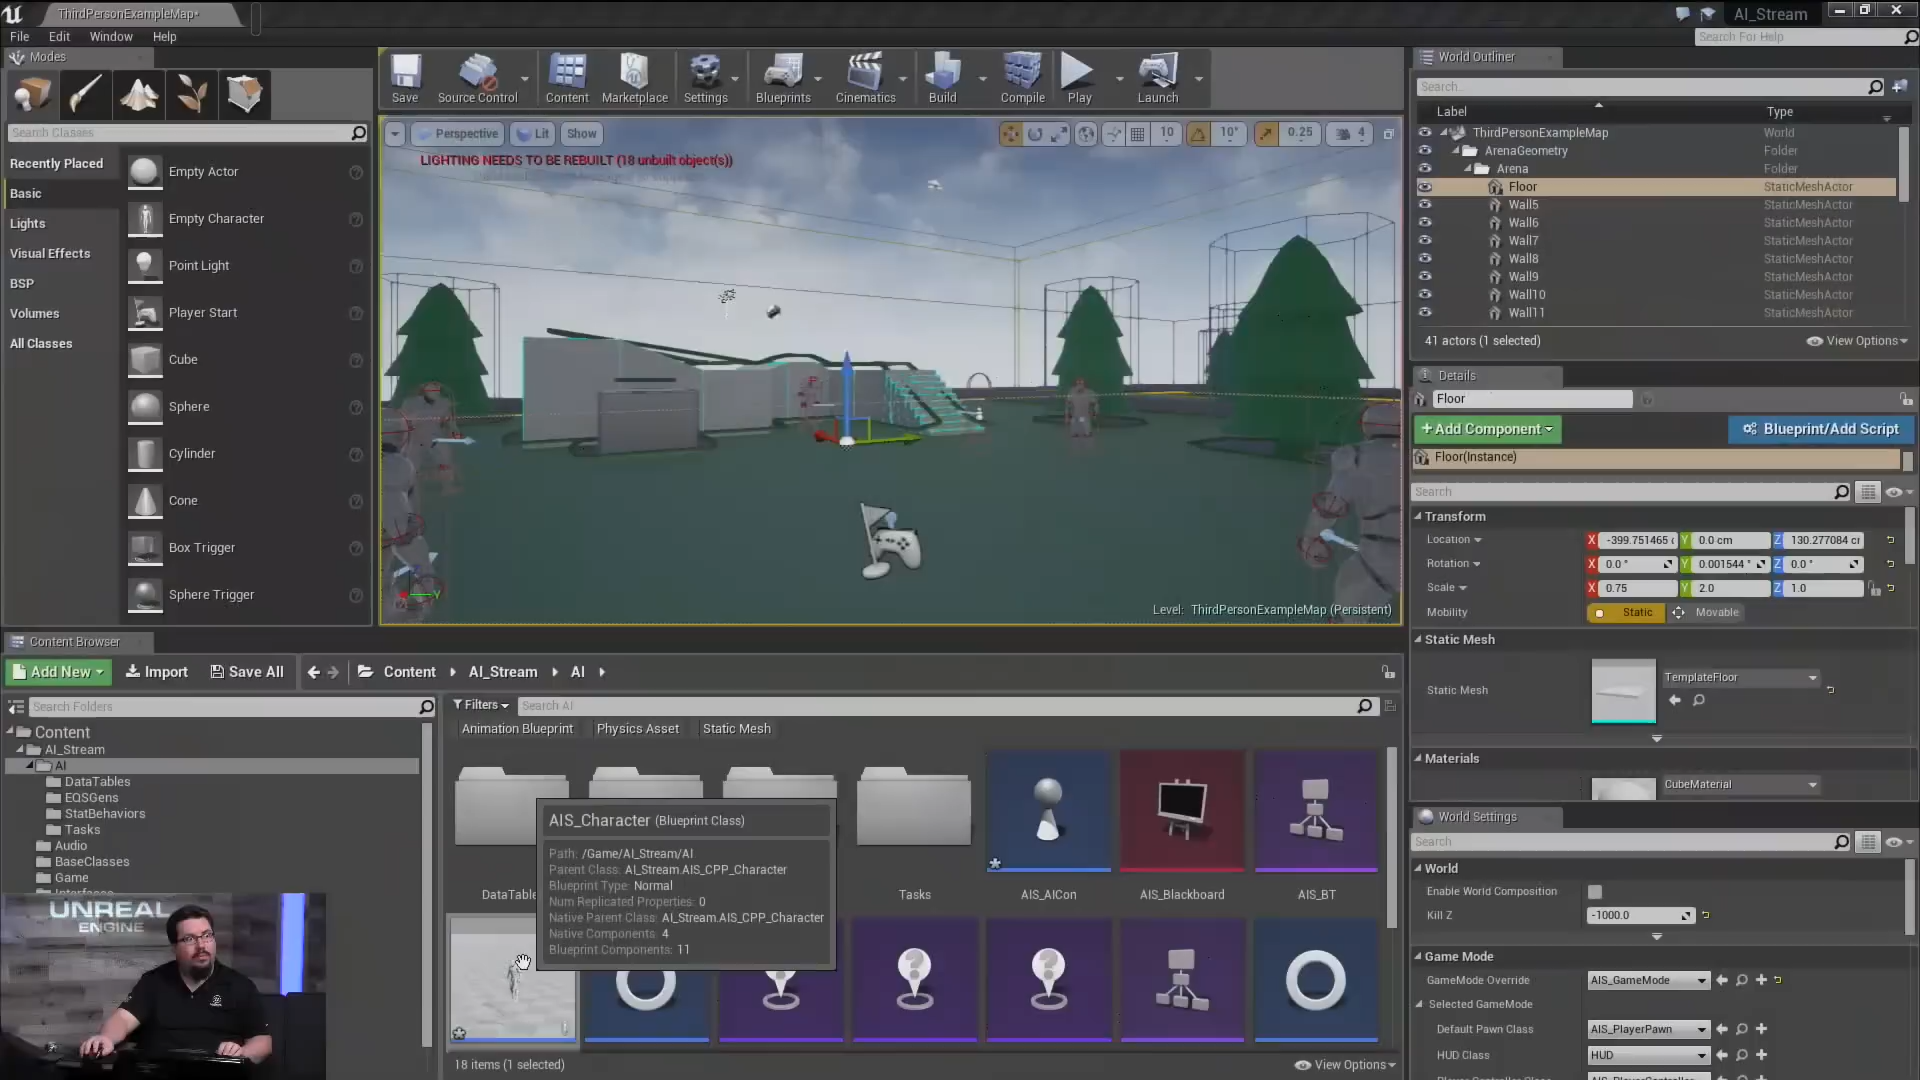 ThirdPersonExampleMap*
AI_Stream
File Edit Window Help
Search For Help
Modes
Search Classes
Recently Placed
Basic
Lights
Visual Effects
BSP
Volumes
All Classes
Empty Actor
Empty Character
Point Light
Player Start
Cube
Sphere
Cylinder
Cone
Box Trigger
Sphere Trigger
Save
Source Control
Content
Marketplace
Settings
Blueprints
Cinematics
Build
Compile
Play
Launch
Perspective Lit Show
10 10° 0.25 4
LIGHTING NEEDS TO BE REBUILT (18 unbuilt object(s))
Level: ThirdPersonExampleMap (Persistent)
World Outliner
Search...
Label Type
ThirdPersonExampleMap World
ArenaGeometry Folder
Arena Folder
Floor StaticMeshActor
Wall5 StaticMeshActor
Wall6 StaticMeshActor
Wall7 StaticMeshActor
Wall8 StaticMeshActor
Wall9 StaticMeshActor
Wall10 StaticMeshActor
Wall11 StaticMeshActor
41 actors (1 selected) View Options
Details
Floor
+Add Component Blueprint/Add Script
Floor(Instance)
Search
Transform
Location X -399.751465 Y 0.0 cm Z 130.277084
Rotation X 0.0 ° Y 0.001544 ° Z 0.0 °
Scale X 0.75 Y 2.0 Z 1.0
Mobility Static Movable
Static Mesh
Static Mesh TemplateFloor
Materials
CubeMaterial
World Settings
Search
World
Enable World Composition
Kill Z -1000.0
Game Mode
GameMode Override AIS_GameMode
Selected GameMode
Default Pawn Class AIS_PlayerPawn
HUD Class HUD
Content Browser
Add New Import Save All Content AI_Stream AI
Search Folders
Content
AI_Stream
AI
DataTables
EQSGens
StatBehaviors
Tasks
Audio
BaseClasses
Game
Filters Search AI
Animation Blueprint Physics Asset Static Mesh
Tasks
AIS_AICon
AIS_Blackboard
AIS_BT
AIS_Character (Blueprint Class)
Path: /Game/AI_Stream/AI
Parent Class: AI_Stream.AIS_CPP_Character
Blueprint Type: Normal
Num Replicated Properties: 0
Native Parent Class: AI_Stream.AIS_CPP_Character
Native Components: 4
Blueprint Components: 11
18 items (1 selected) View Options
UNREAL
ENGINE